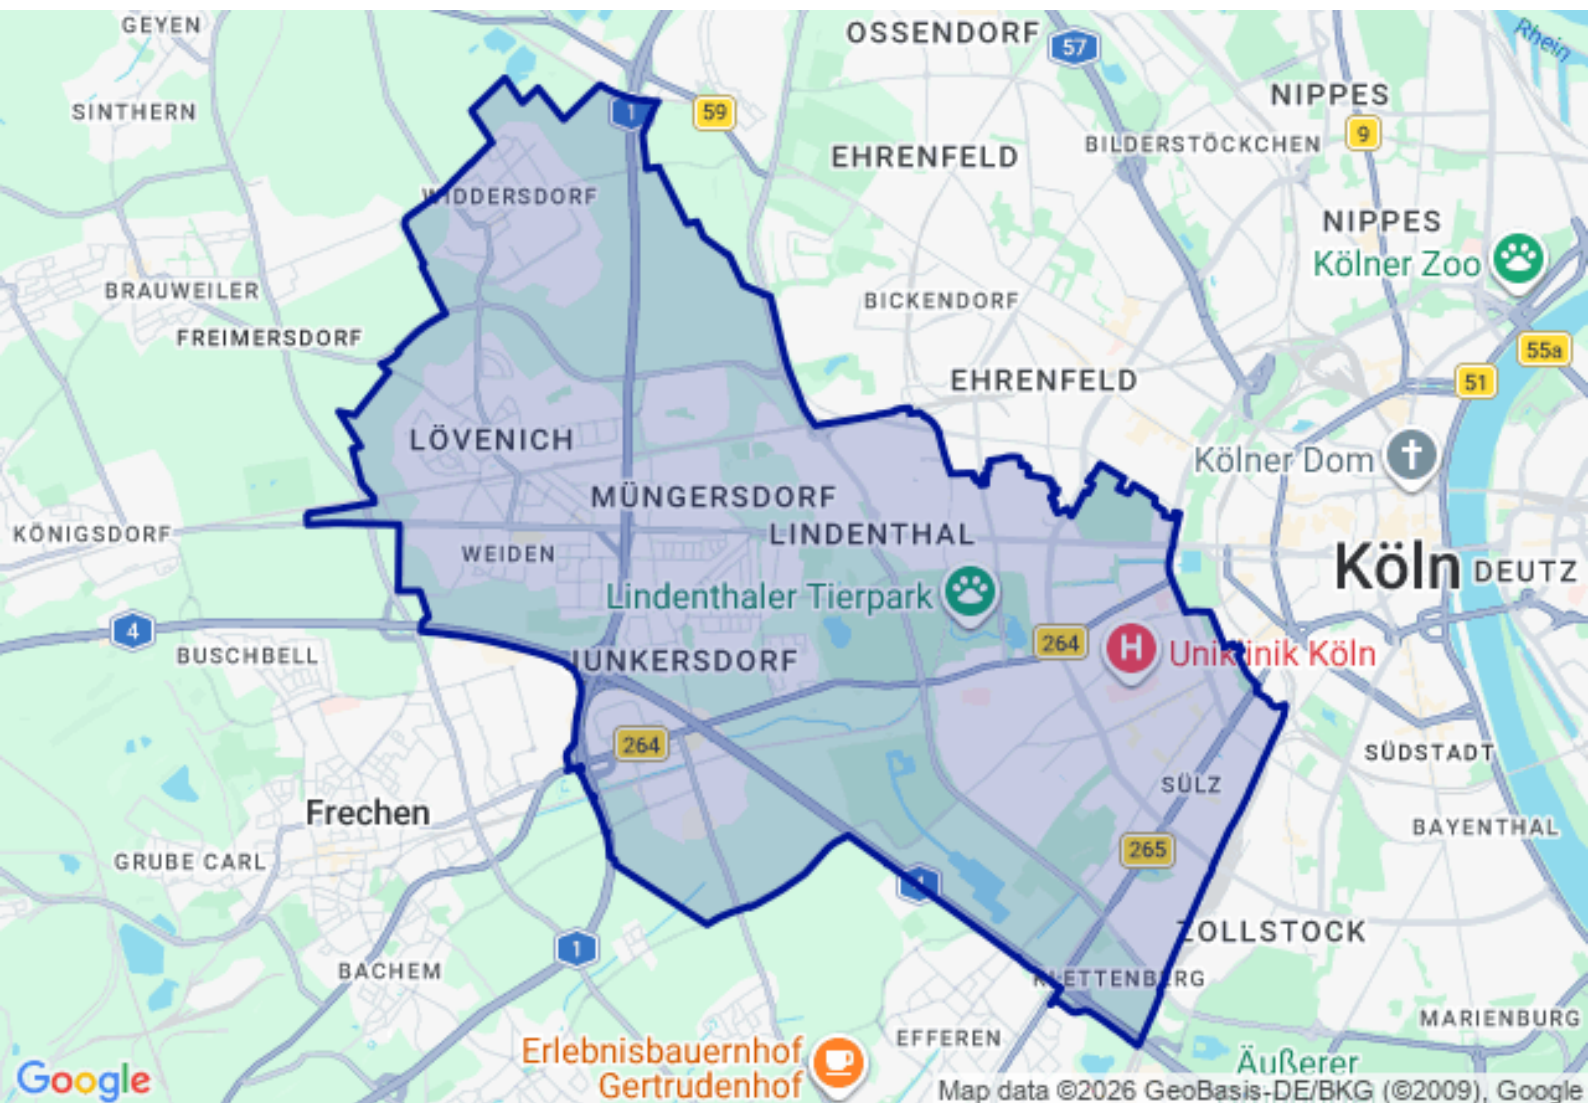 GEYEN
OSSENDORF
57
Rhein
SINTHERN
1
59
NIPPES
9
BILDERSTÖCKCHEN
EHRENFELD
WIDDERSDORF
NIPPES
Kölner Zoo
BRAUWEILER
BICKENDORF
FREIMERSDORF
55a
EHRENFELD
51
LÖVENICH
Kölner Dom
MÜNGERSDORF
KÖNIGSDORF
LINDENTHAL
WEIDEN
Köln
DEUTZ
Lindenthaler Tierpark
4
264
H
Uniklinik Köln
BUSCHBELL
JUNKERSDORF
264
SÜDSTADT
SÜLZ
Frechen
BAYENTHAL
265
GRUBE CARL
1
ZOLLSTOCK
1
BACHEM
KLETTENBERG
MARIENBURG
EFFEREN
Erlebnisbauernhof
Gertrudenhof
Äußerer
Google
Map data ©2026 GeoBasis-DE/BKG (©2009), Google